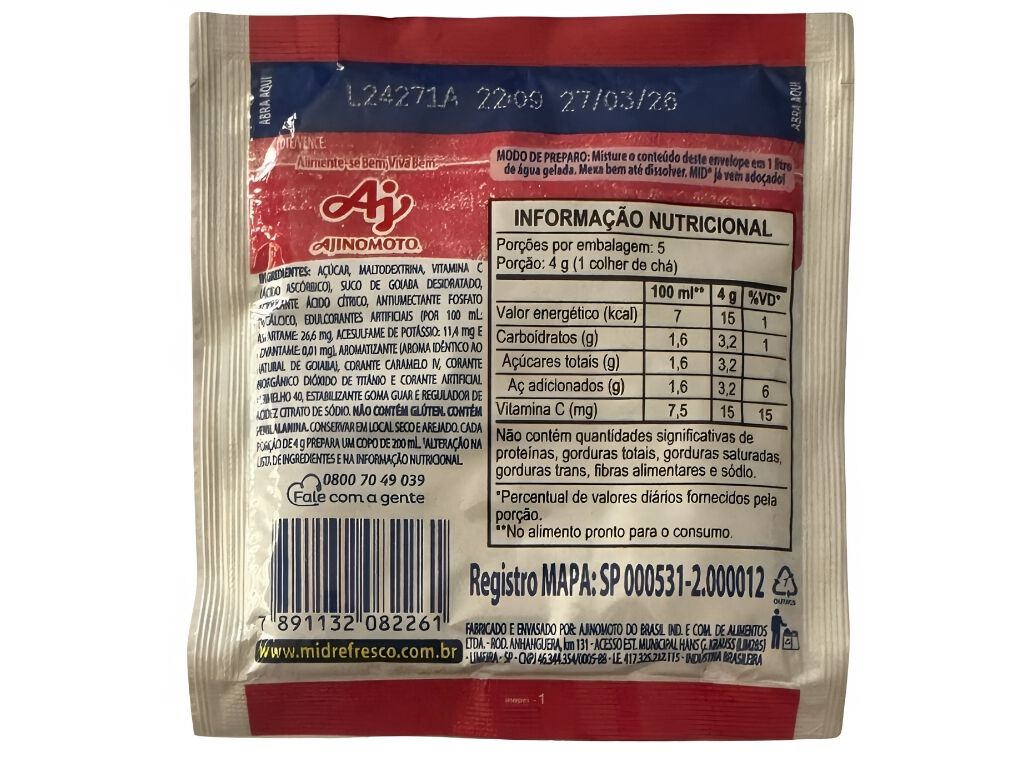 L24271A 22:09 27/03/26
ABRA AQUI
ABRA AQUI
Alimente-se Bem, Viva Bem.
Aj
AJINOMOTO
MODO DE PREPARO: Misture o conteúdo deste envelope em 1 litro
de água gelada. Mexa bem até dissolver. MID® já vem adoçado!
INGREDIENTES: AÇÚCAR, MALTODEXTRINA, VITAMINA C
(ÁCIDO ASCÓRBICO), SUCO DE GOIABA DESIDRATADO,
ÁCIDO CÍTRICO, ANTIUMECTANTE FOSFATO
EDULCORANTES ARTIFICIAIS (POR 100 mL:
26,6 mg, ACESULFAME DE POTÁSSIO: 11,4 mg E
0,01 mg), AROMATIZANTE (AROMA IDÊNTICO AO
NATURAL DE GOIABA), CORANTE CARAMELO IV, CORANTE
INORGÂNICO DIÓXIDO DE TITÂNIO E CORANTE ARTIFICIAL
40, ESTABILIZANTE GOMA GUAR E REGULADOR DE
ACIDEZ CITRATO DE SÓDIO. NÃO CONTÉM GLÚTEN. CONTÉM
FENILALANINA. CONSERVAR EM LOCAL SECO E AREJADO. CADA
PORÇÃO DE 4 g PREPARA UM COPO DE 200 mL. *ALTERAÇÃO NA
LISTA DE INGREDIENTES E NA INFORMAÇÃO NUTRICIONAL
0800 70 49 039
Fale com a gente
7 891132 082261
www.midrefresco.com.br
INFORMAÇÃO NUTRICIONAL
Porções por embalagem: 5
Porção: 4 g (1 colher de chá)
100 ml** 4 g %VD*
Valor energético (kcal) 7 15 1
Carboidratos (g) 1,6 3,2 1
Açúcares totais (g) 1,6 3,2
Aç adicionados (g) 1,6 3,2 6
Vitamina C (mg) 7,5 15 15
Não contém quantidades significativas de
proteínas, gorduras totais, gorduras saturadas,
gorduras trans, fibras alimentares e sódio.
*Percentual de valores diários fornecidos pela
porção.
**No alimento pronto para o consumo.
Registro MAPA: SP 000531-2.000012
7
OUTROS
FABRICADO E ENVASADO POR: AJINOMOTO DO BRASIL IND. E COM. DE ALIMENTOS
LTDA. - ROD. ANHANGUERA, km 131 - ACESSO EST. MUNICIPAL HANS G. KRAUSS (LIM285)
- LIMEIRA - SP - CNPJ 46.344.354/0005-88 - I.E. 417.325.212.115 - INDÚSTRIA BRASILEIRA
- 1